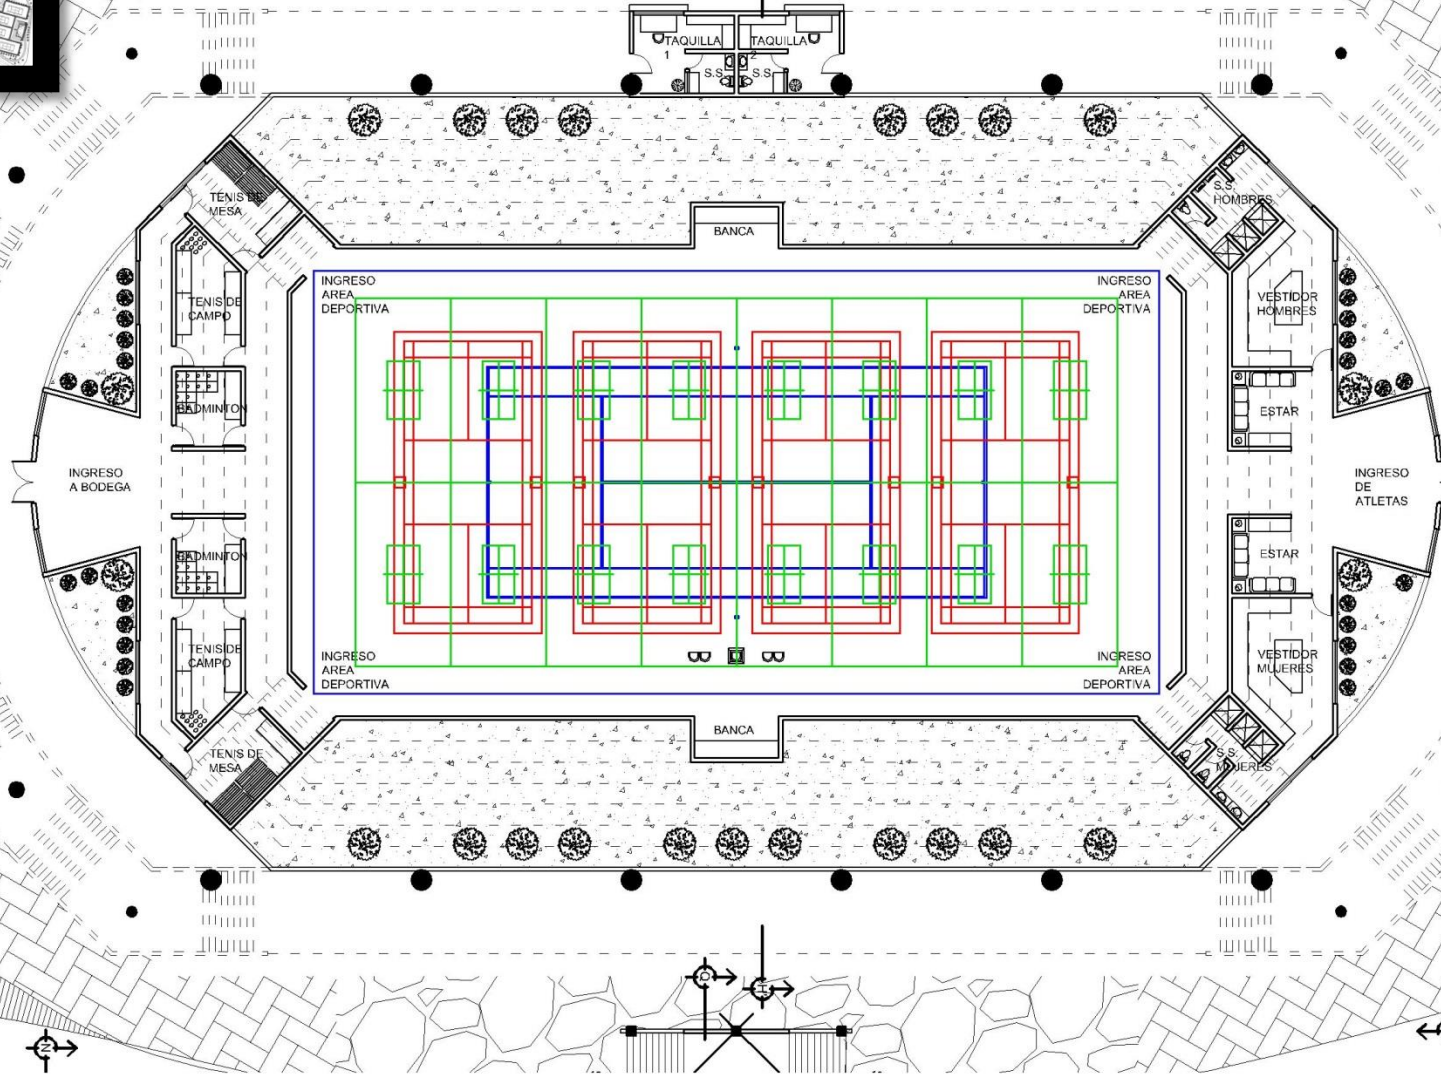 TAQUILLA
1
TAQUILLA
2
S.S.
S.S.
TENIS DE
MESA
S.S.
HOMBRES
BANCA
INGRESO
AREA
DEPORTIVA
INGRESO
AREA
DEPORTIVA
TENIS DE
CAMPO
VESTIDOR
HOMBRES
BADMINTON
ESTAR
INGRESO
A BODEGA
INGRESO
DE
ATLETAS
BADMINTON
ESTAR
TENIS DE
CAMPO
VESTIDOR
MUJERES
INGRESO
AREA
DEPORTIVA
INGRESO
AREA
DEPORTIVA
BANCA
TENIS DE
MESA
S.S.
MUJERES